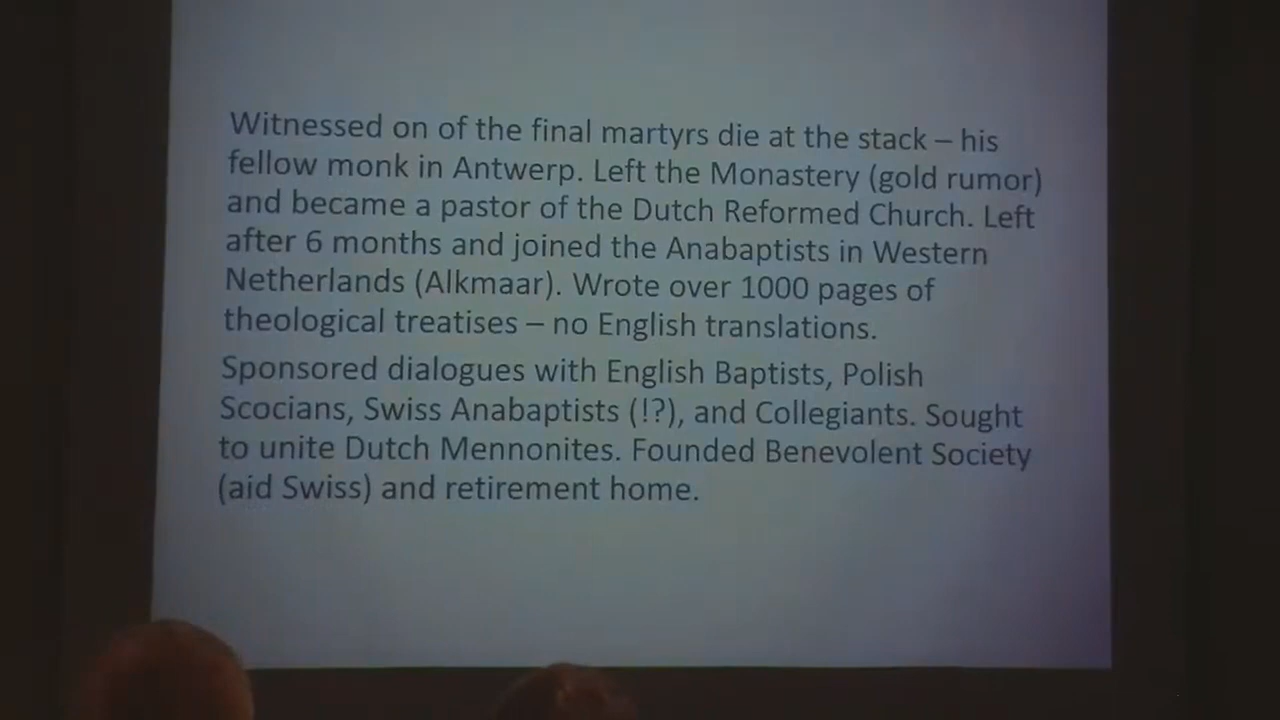 Witnessed on of the final martyrs die at the stack – his
fellow monk in Antwerp. Left the Monastery (gold rumor)
and became a pastor of the Dutch Reformed Church. Left
after 6 months and joined the Anabaptists in Western
Netherlands (Alkmaar). Wrote over 1000 pages of
theological treatises – no English translations.
Sponsored dialogues with English Baptists, Polish
Scocians, Swiss Anabaptists (!?), and Collegiants. Sought
to unite Dutch Mennonites. Founded Benevolent Society
(aid Swiss) and retirement home.